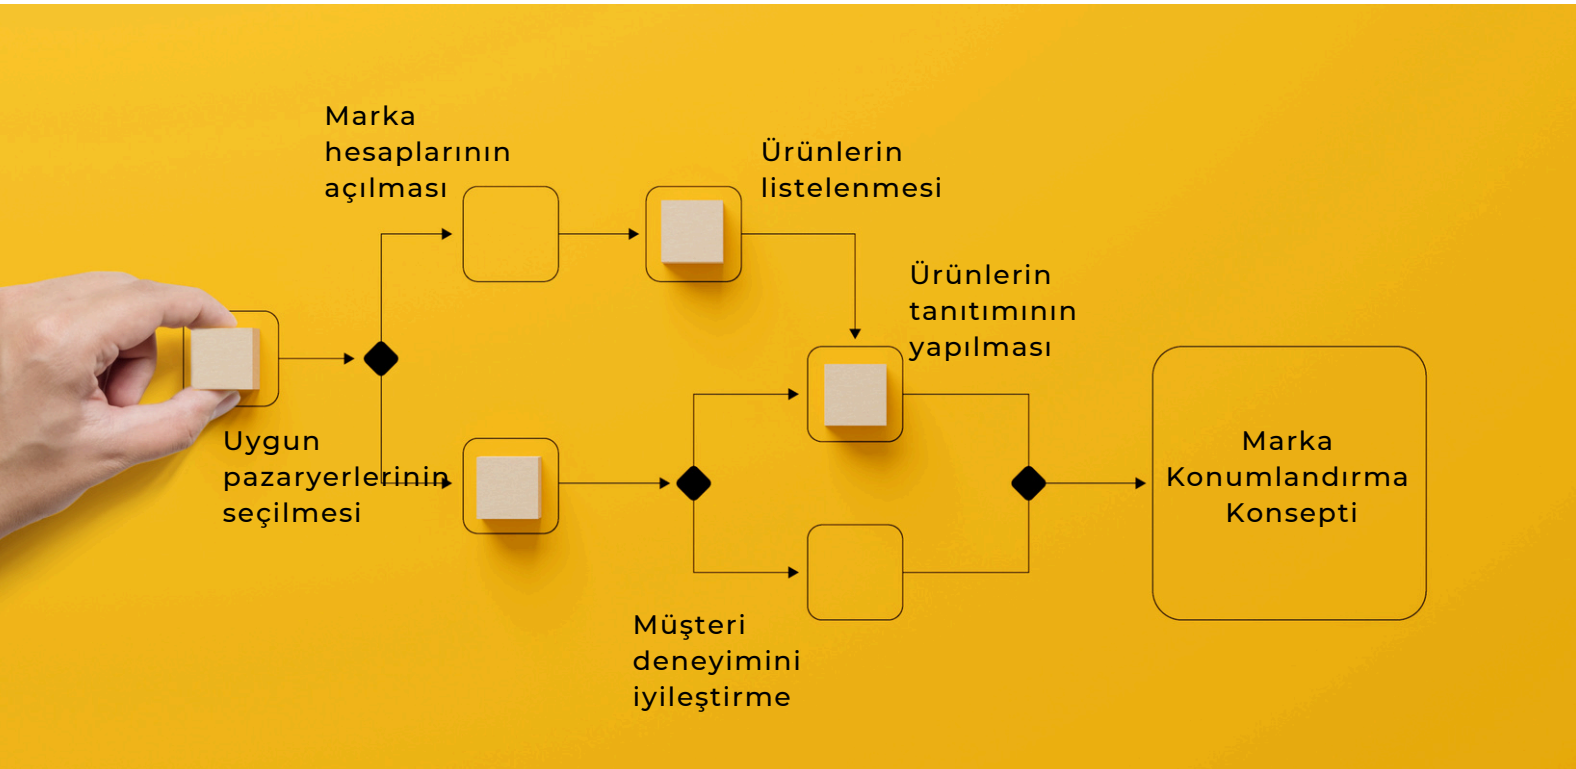 Marka
hesaplarının
açılması
Ürünlerin
listelenmesi
Ürünlerin
tanıtımının
yapılması
Uygun
pazaryerlerinin
seçilmesi
Marka
Konumlandırma
Konsepti
Müşteri
deneyimini
iyileştirme